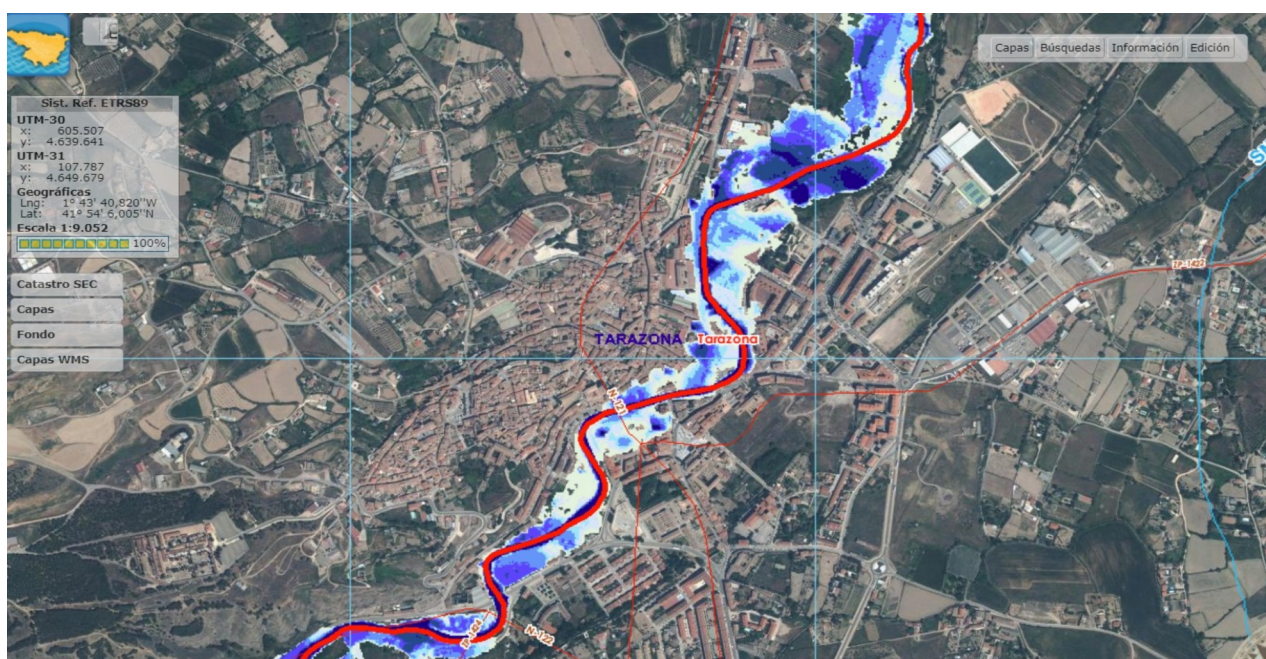 Capas Búsquedas Información Edición
Sist. Ref. ETRS89
UTM-30
x: 605.507
y: 4.639.641
UTM-31
x: 107.787
y: 4.649.679
Geográficas
Lng: 1° 43' 40,820''W
Lat: 41° 54' 6,005''N
Escala 1:9.052
100%
Catastro SEC
Capas
Fondo
Capas WMS
TARAZONA Tarazona
N-121
N-122